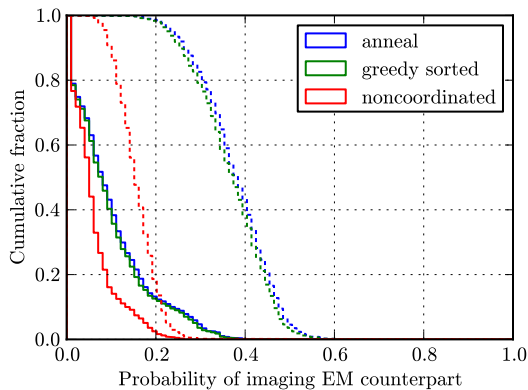 1.0
0.8
0.6
0.4
0.2
0.0
Cumulative fraction
anneal
greedy sorted
noncoordinated
0.0 0.2 0.4 0.6 0.8 1.0
Probability of imaging EM counterpart